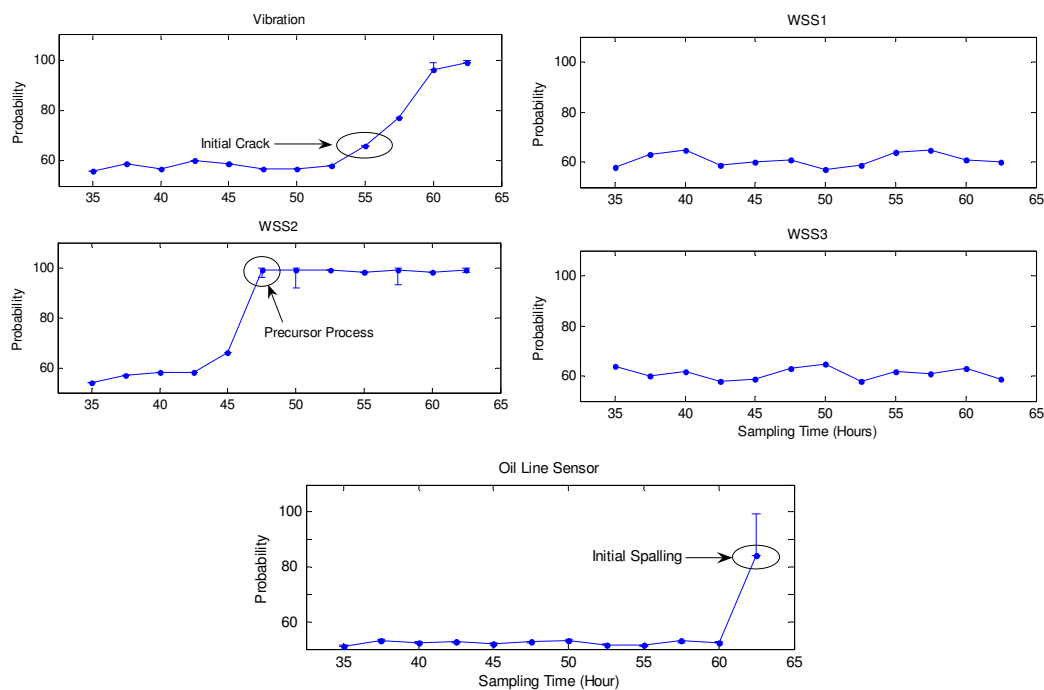 Vibration
Probability
100
80
60
Initial Crack
35 40 45 50 55 60 65
WSS1
Probability
100
80
60
35 40 45 50 55 60 65
WSS2
Probability
100
80
60
Precursor Process
35 40 45 50 55 60 65
WSS3
Probability
100
80
60
35 40 45 50 55 60 65
Sampling Time (Hours)
Oil Line Sensor
Probability
100
80
60
Initial Spalling
35 40 45 50 55 60 65
Sampling Time (Hour)